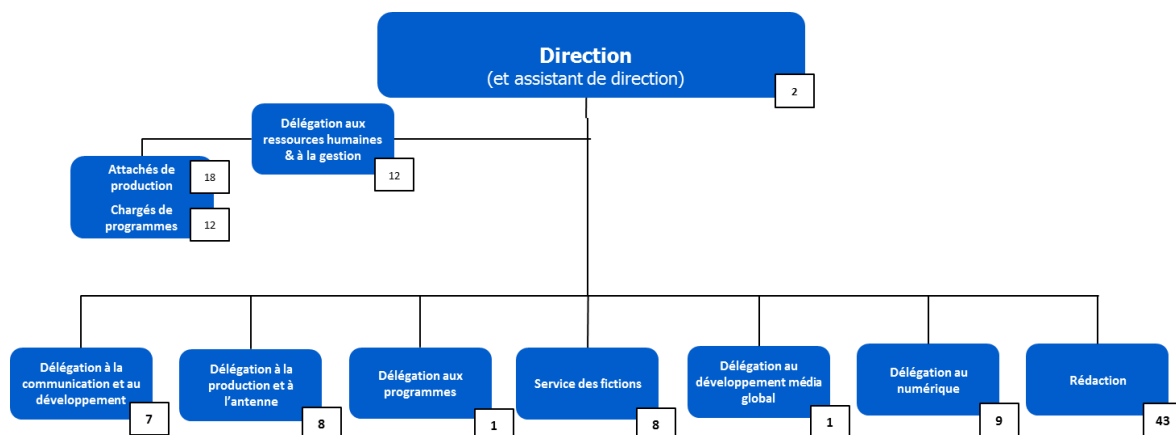 Direction
(et assistant de direction)
2
Délégation aux
ressources humaines
& à la gestion
12
Attachés de
production
18
Chargés de
programmes
12
Délégation à la
communication et au
développement
7
Délégation à la
production et à
l’antenne
8
Délégation aux
programmes
1
Service des fictions
8
Délégation au
développement média
global
1
Délégation au
numérique
9
Rédaction
43